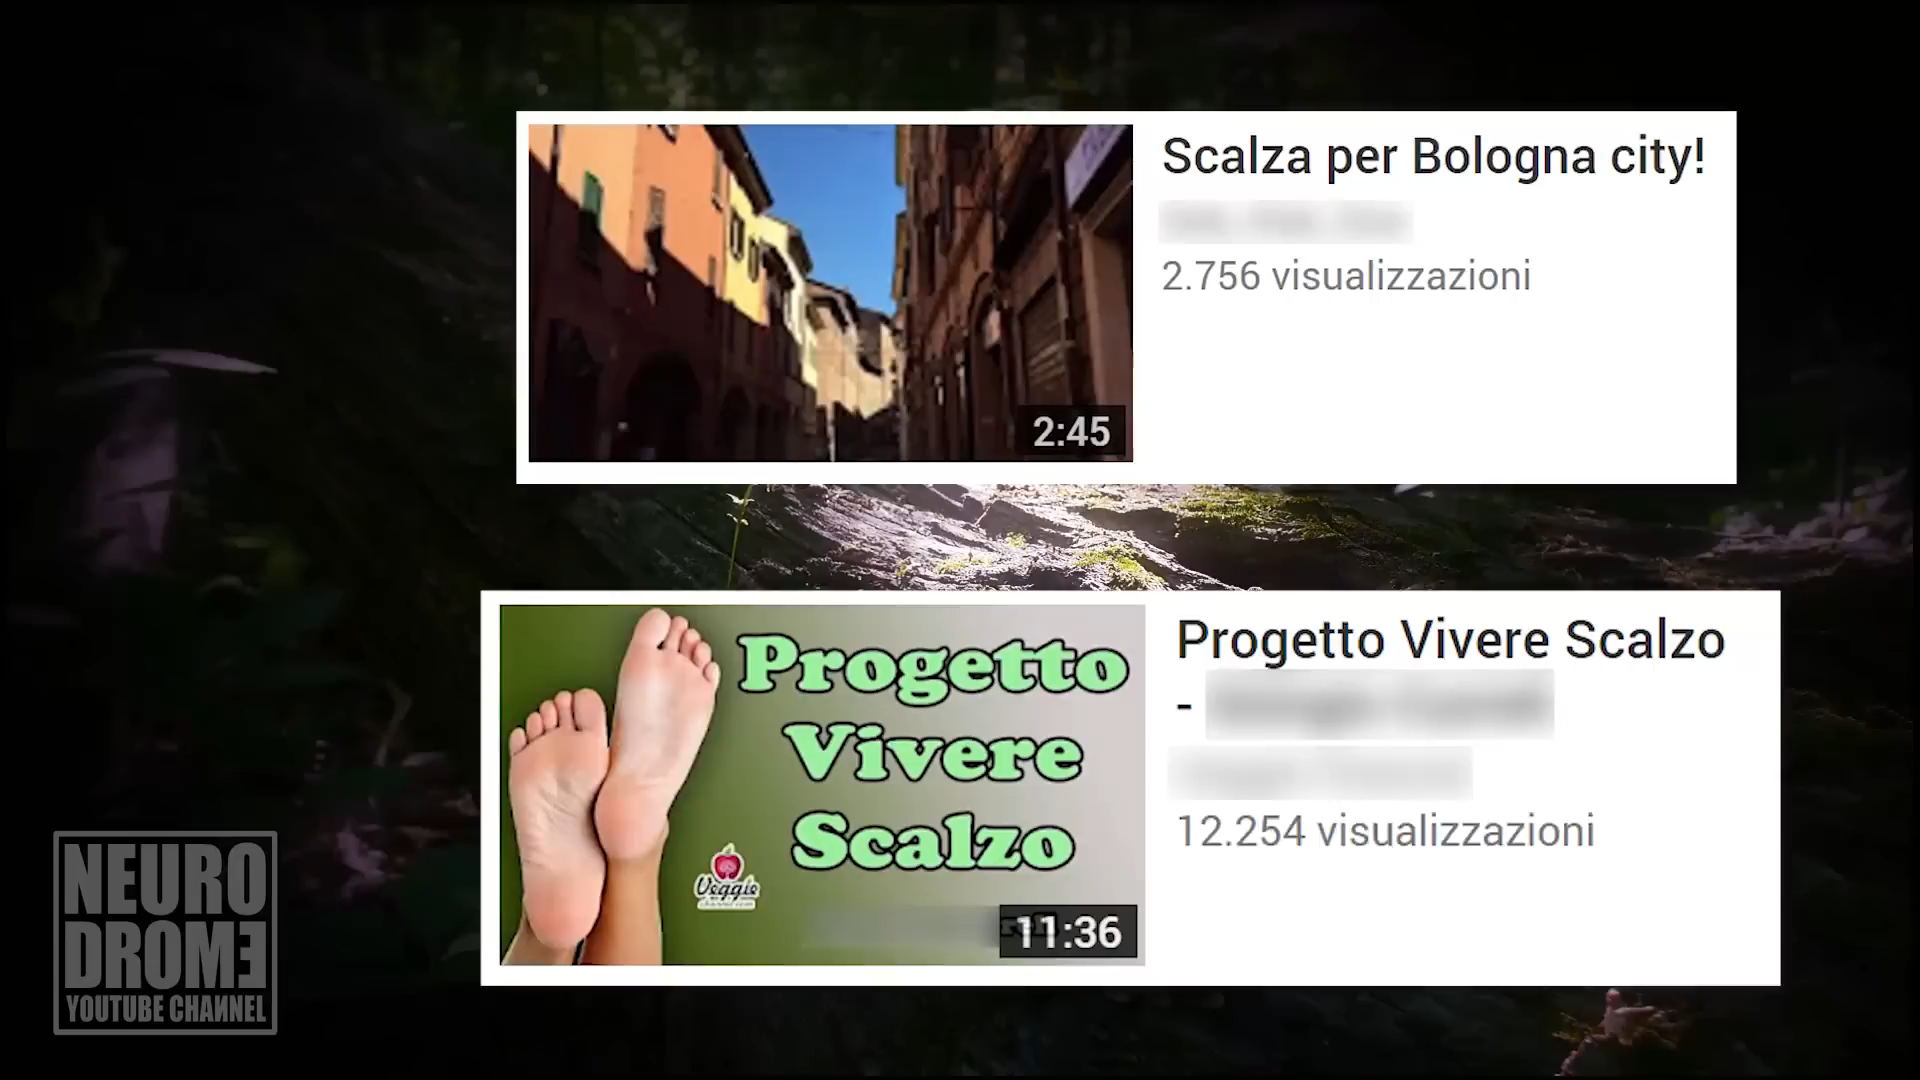 Scalza per Bologna city!
2.756 visualizzazioni
2:45
Progetto Vivere Scalzo
-
12.254 visualizzazioni
Progetto
Vivere
Scalzo
Veggie
11:36
NEURO
DROME
YOUTUBE CHANNEL